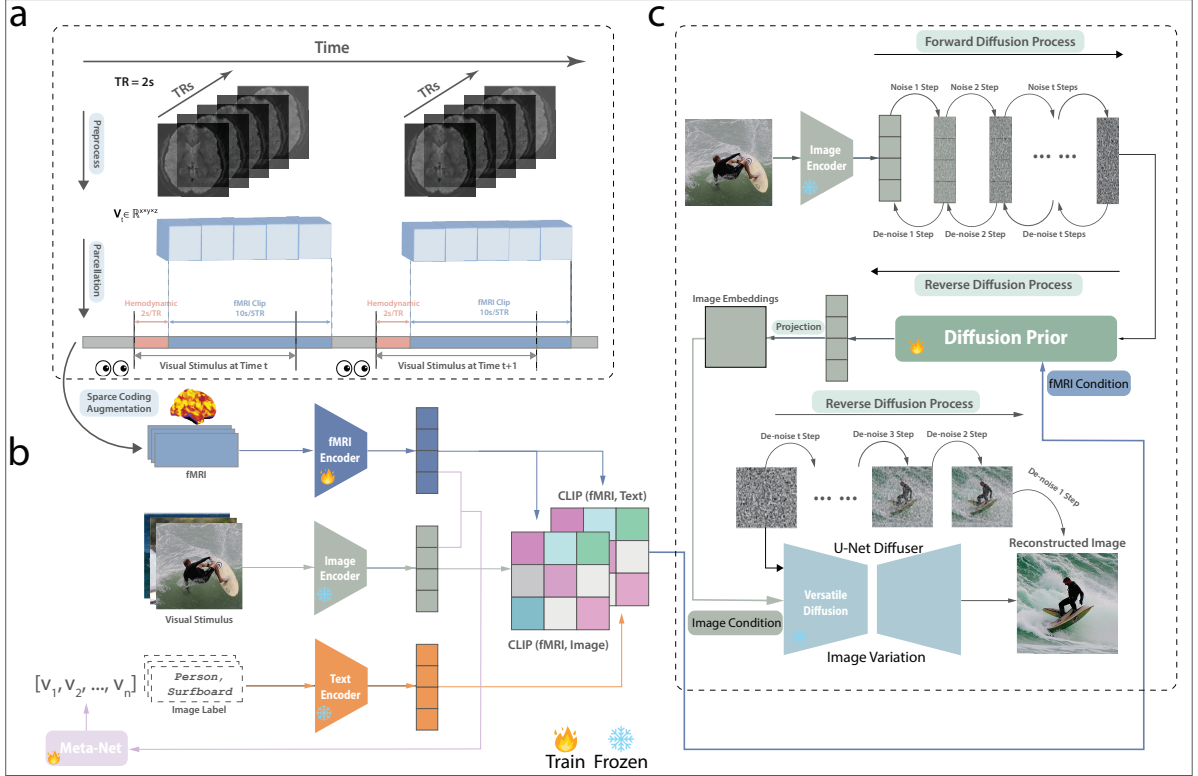 a
Time
TR = 2s
TRs
TRs
Preprocess
V_t ∈ ℝ^{x×y×z}
Parcellation
Hemodynamic
2s/TR
fMRI Clip
10s/STR
Hemodynamic
2s/TR
fMRI Clip
10s/STR
Visual Stimulus at Time t
Visual Stimulus at Time t+1
b
Sparce Coding
Augmentation
fMRI
fMRI
Encoder
CLIP (fMRI, Text)
Visual Stimulus
Image
Encoder
CLIP (fMRI, Image)
[v_1, v_2, ..., v_n]
Person,
Surfboard
Image Label
Text
Encoder
Meta-Net
Train
Frozen
c
Forward Diffusion Process
Noise 1 Step
Noise 2 Step
Noise t Steps
Image
Encoder
... ...
De-noise 1 Step
De-noise 2 Step
De-noise t Steps
Reverse Diffusion Process
Image Embeddings
Projection
Diffusion Prior
fMRI Condition
Reverse Diffusion Process
De-noise t Step
De-noise 3 Step
De-noise 2 Step
De-noise 1 Step
... ...
U-Net Diffuser
Reconstructed Image
Versatile
Diffusion
Image Condition
Image Variation